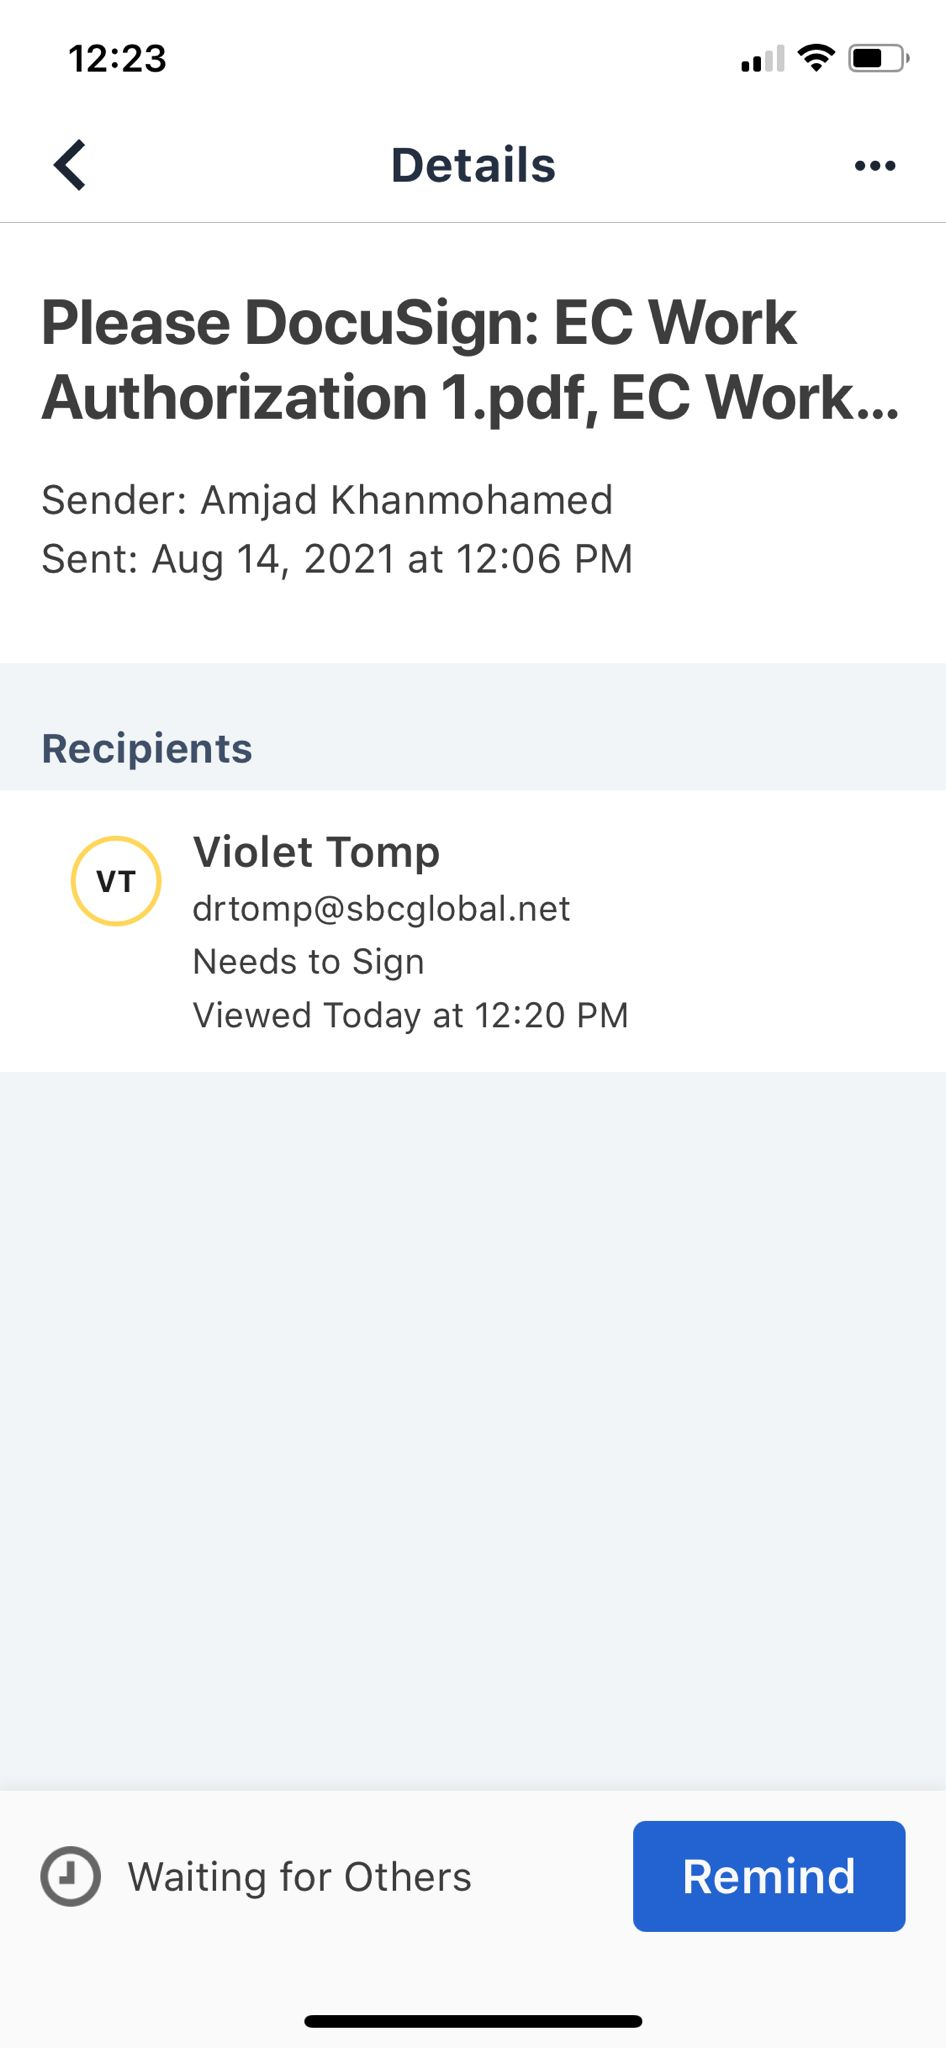 12:23
Details
Please DocuSign: EC Work
Authorization 1.pdf, EC Work...
Sender: Amjad Khanmohamed
Sent: Aug 14, 2021 at 12:06 PM
Recipients
VT
Violet Tomp
drtomp@sbcglobal.net
Needs to Sign
Viewed Today at 12:20 PM
Waiting for Others
Remind